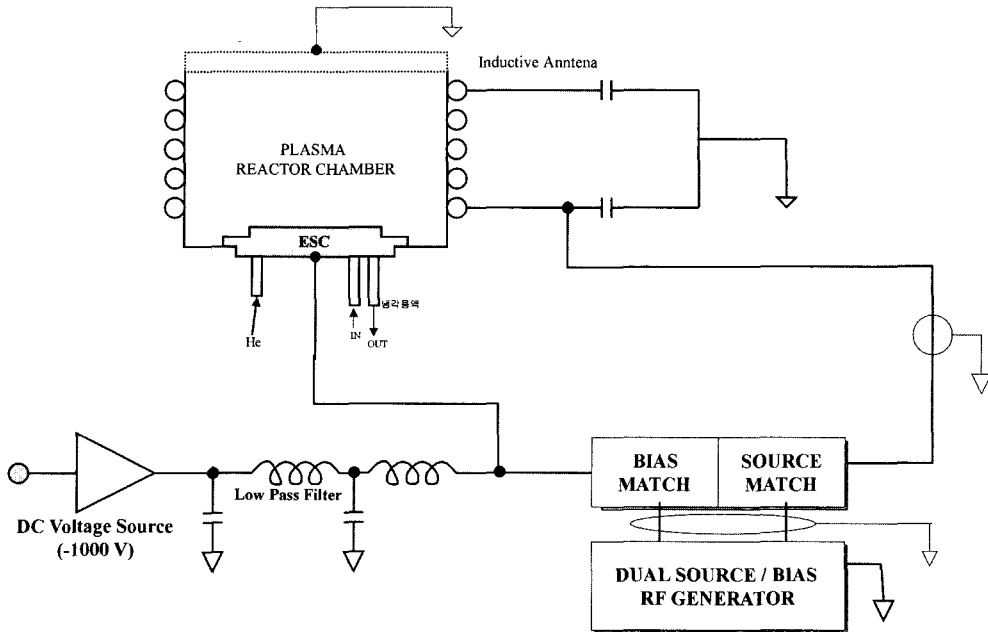 Inductive Anntena
PLASMA
REACTOR CHAMBER
ESC
He
IN
OUT
냉각용액
Low Pass Filter
DC Voltage Source
(-1000 V)
BIAS
MATCH
SOURCE
MATCH
DUAL SOURCE / BIAS
RF GENERATOR